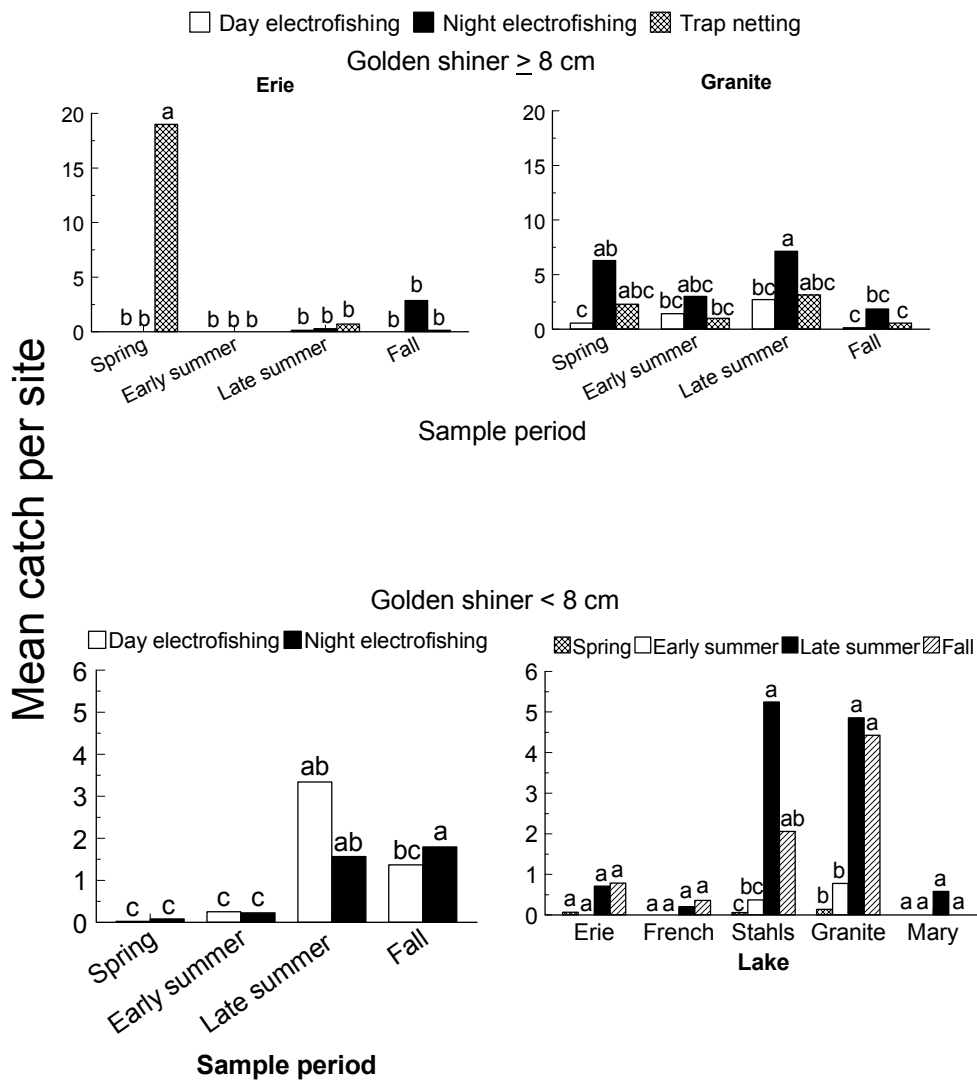 Day electrofishing Night electrofishing Trap netting
Golden shiner ≥ 8 cm
Erie
Granite
20
15
10
5
0
a
b b
b b b
b b b
b b b
Spring Early summer Late summer Fall
20
15
10
5
0
c ab abc
bc abc bc
bc a abc
c bc c
Spring Early summer Late summer Fall
Sample period
Mean catch per site
Golden shiner < 8 cm
Day electrofishing Night electrofishing
6
5
4
3
2
1
0
c c c c ab ab bc a
Spring Early summer Late summer Fall
Sample period
Spring Early summer Late summer Fall
6
5
4
3
2
1
0
a a a a
a a a a
c bc a ab
b b a a
a a a a
Erie French Stahls Granite Mary
Lake